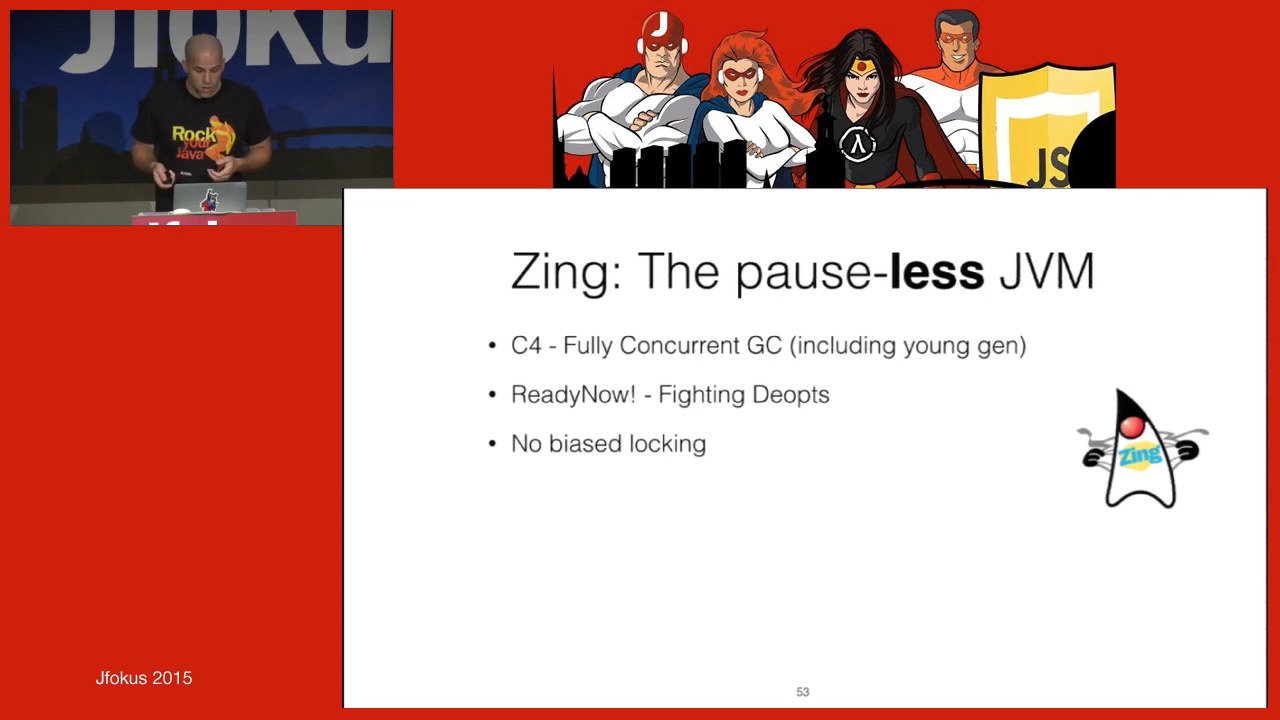 Jfoku
Rock
your
Java
J
JS
Zing: The pause-less JVM
• C4 - Fully Concurrent GC (including young gen)
• ReadyNow! - Fighting Deopts
• No biased locking
Zing
Jfokus 2015
53